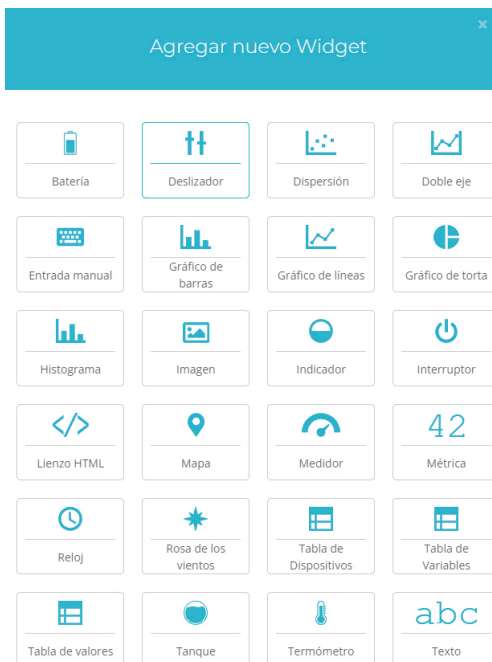 Agregar nuevo Widget
×
Batería
Deslizador
Dispersión
Doble eje
Entrada manual
Gráfico de
barras
Gráfico de líneas
Gráfico de torta
Histograma
Imagen
Indicador
Interruptor
</>
Lienzo HTML
Mapa
Medidor
42
Métrica
Reloj
Rosa de los
vientos
Tabla de
Dispositivos
Tabla de
Variables
Tabla de valores
Tanque
Termómetro
abc
Texto